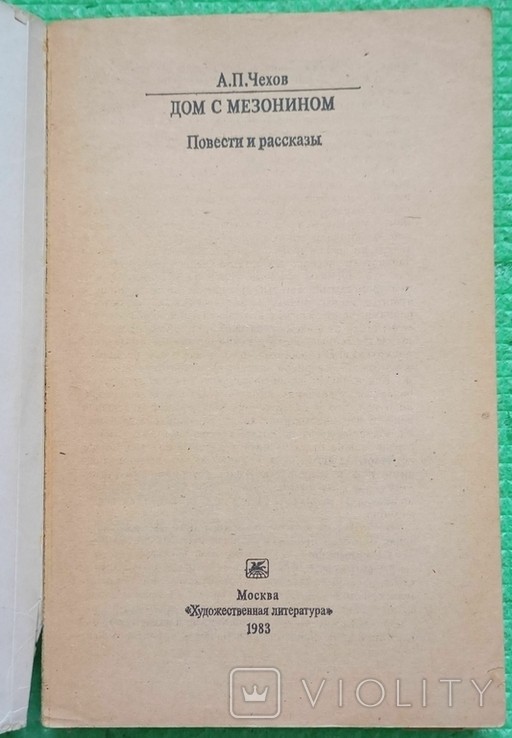 А.П.Чехов
ДОМ С МЕЗОНИНОМ
Повести и рассказы
Москва
«Художественная литература»
1983
VIOLITY